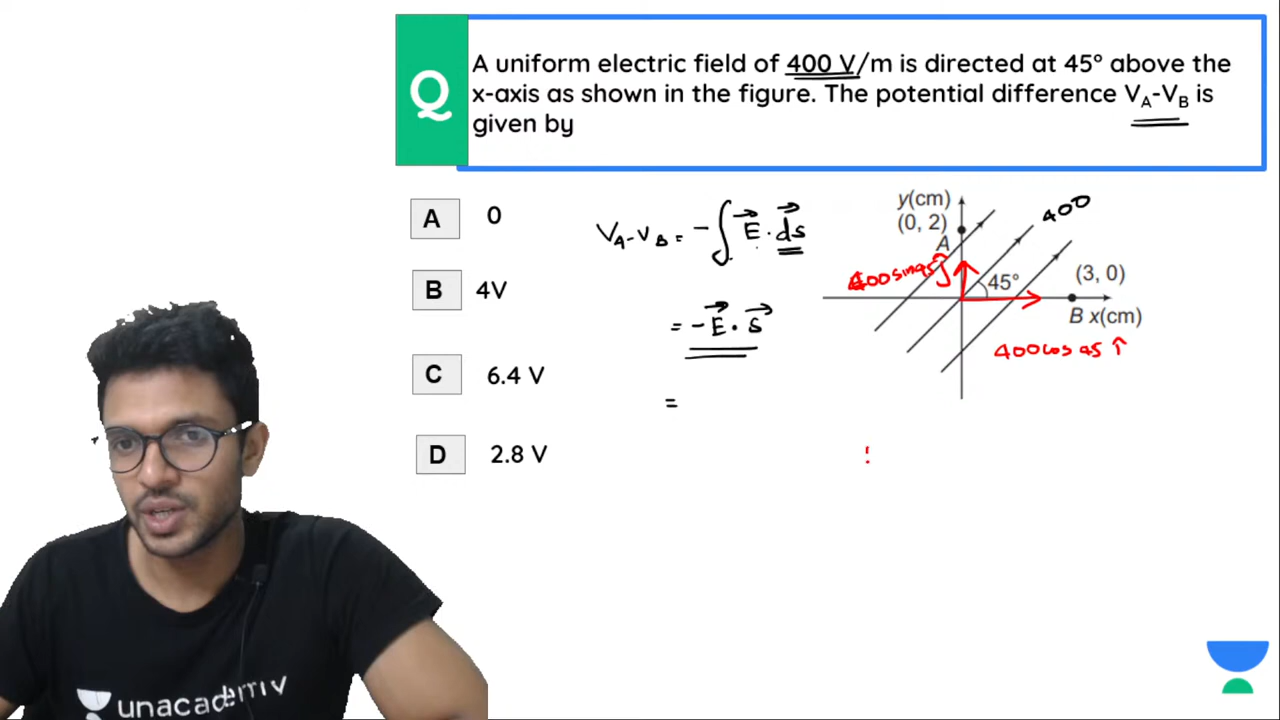 Q
A uniform electric field of 400 V/m is directed at 45° above the
x-axis as shown in the figure. The potential difference VA-VB is
given by
A 0
B 4V
C 6.4 V
D 2.8 V
VA-VB = -∫E⃗·ds⃗
= -E⃗·s⃗
=
y(cm)
(0, 2)
A
400
400sin45 ĵ
45°
(3, 0)
B x(cm)
400cos 45 î
:
unacademy